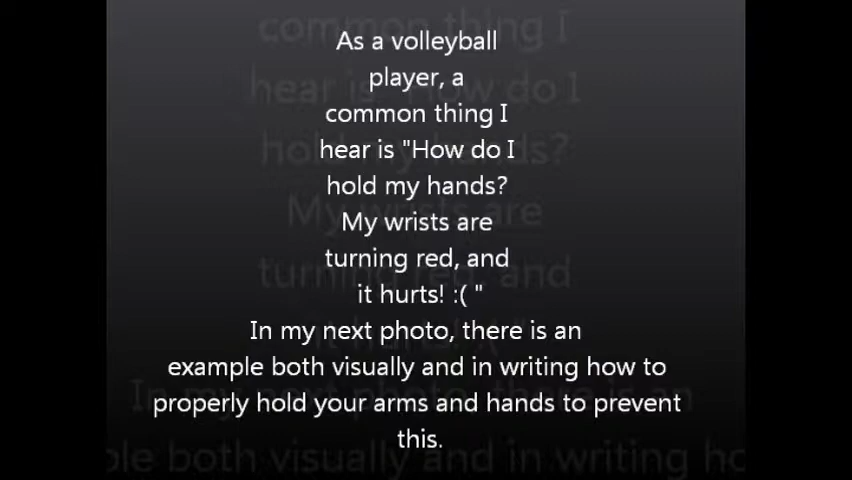 As a volleyball
player, a
common thing I
hear is "How do I
hold my hands?
My wrists are
turning red, and
it hurts! :( "
In my next photo, there is an
example both visually and in writing how to
properly hold your arms and hands to prevent
this.